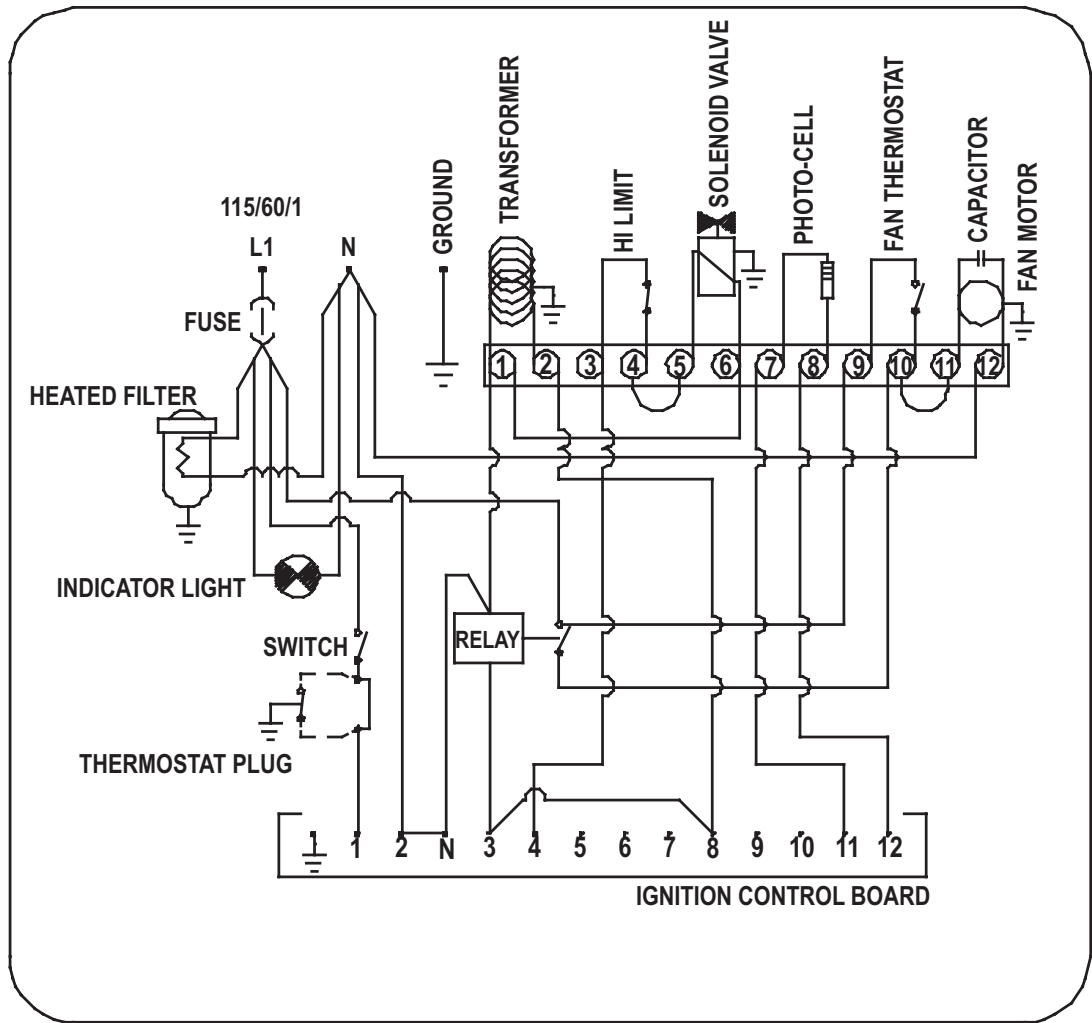 115/60/1
L1
N
GROUND
TRANSFORMER
HI LIMIT
SOLENOID VALVE
PHOTO-CELL
FAN THERMOSTAT
CAPACITOR
FAN MOTOR
FUSE
1 2 3 4 5 6 7 8 9 10 11 12
HEATED FILTER
INDICATOR LIGHT
SWITCH
RELAY
THERMOSTAT PLUG
1 2 N 3 4 5 6 7 8 9 10 11 12
IGNITION CONTROL BOARD